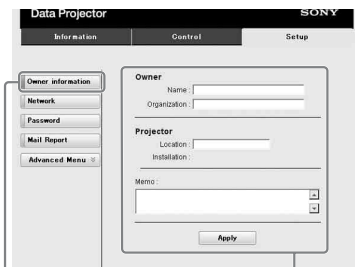 Data Projector SONY
Information Control Setup
Owner information
Network
Password
Mail Report
Advanced Menu
Owner
Name :
Organization :
Projector
Location :
Installation :
Memo :
Apply